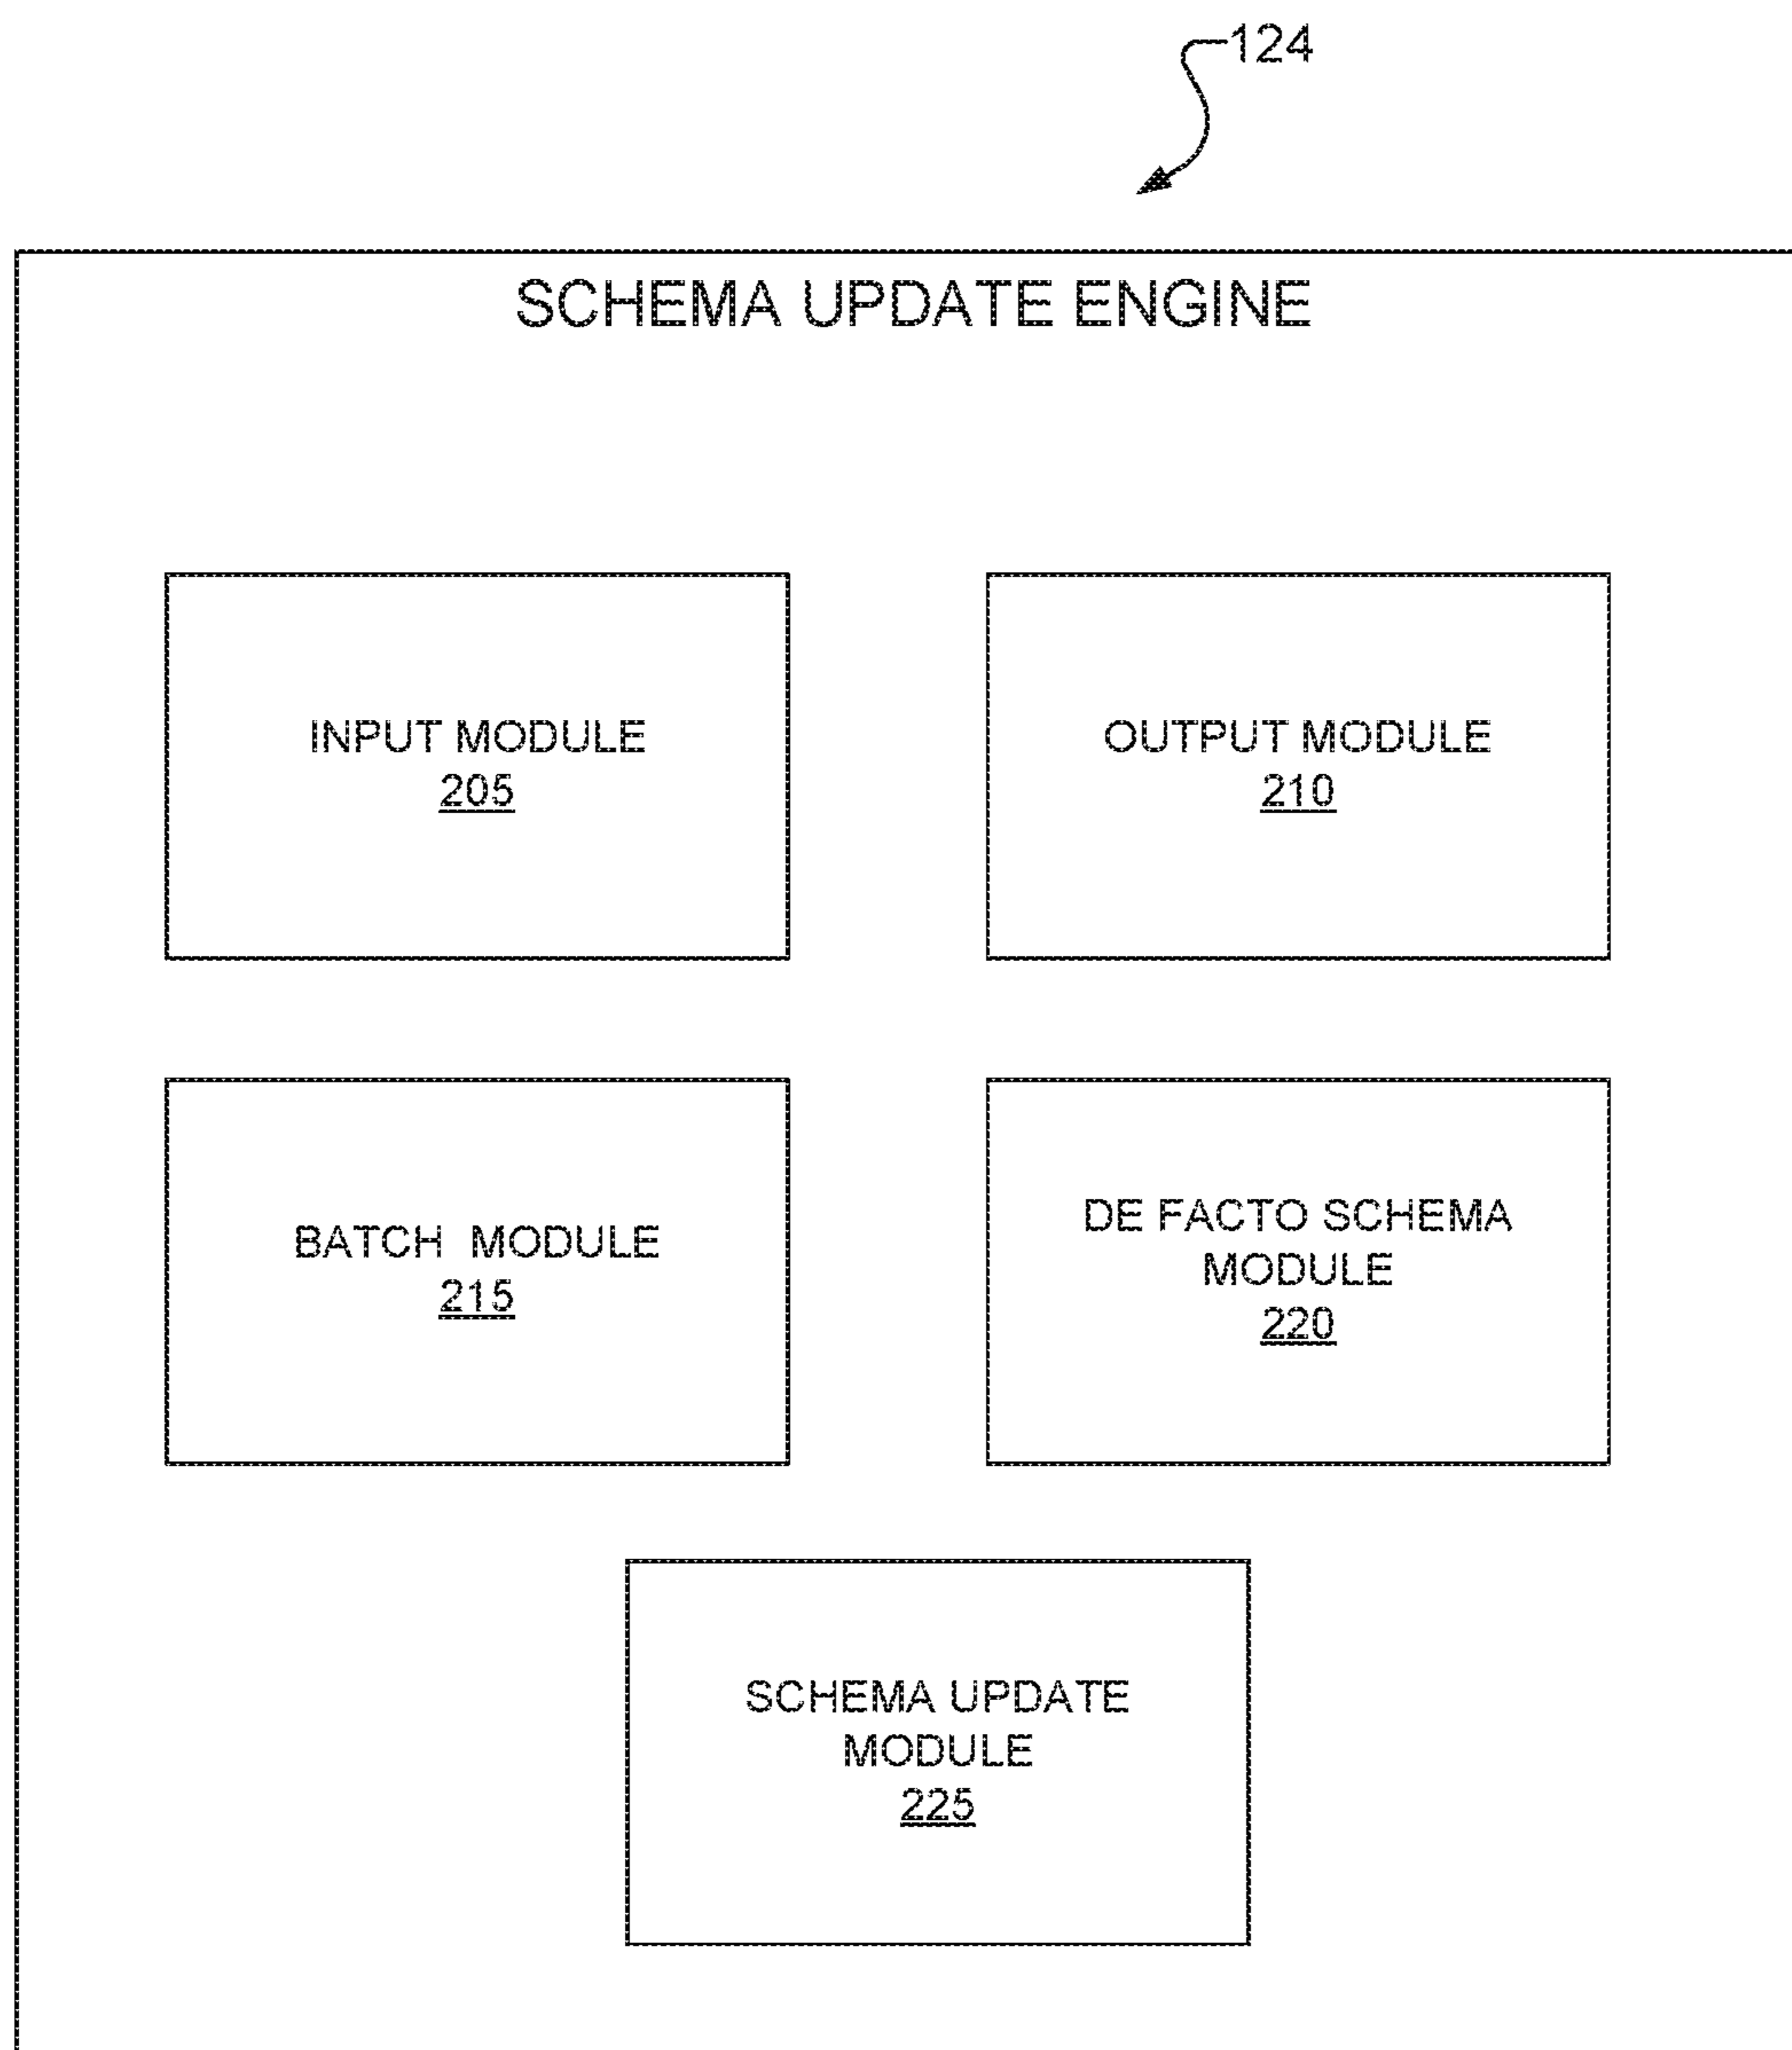 124
SCHEMA UPDATE ENGINE
INPUT MODULE
205
OUTPUT MODULE
210
BATCH MODULE
215
DE FACTO SCHEMA
MODULE
220
SCHEMA UPDATE
MODULE
225